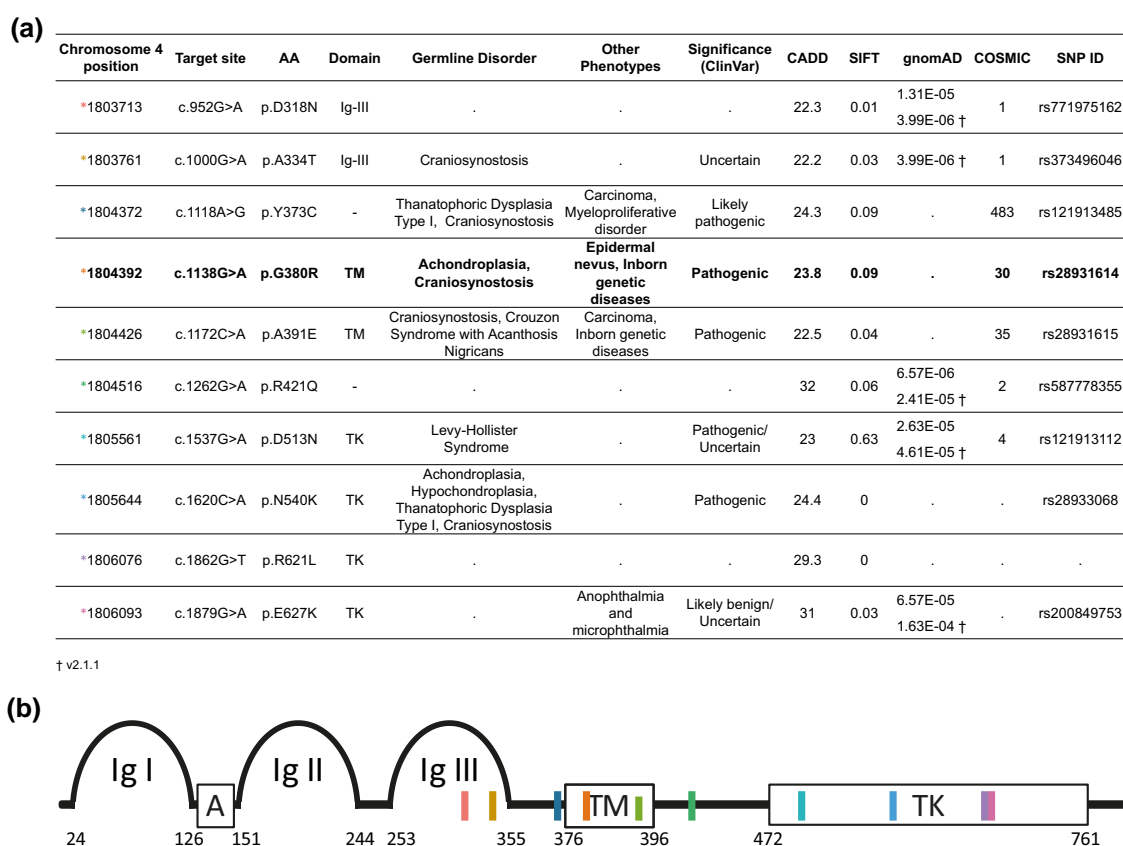 (a)
Chromosome 4 position Target site AA Domain Germline Disorder Other Phenotypes Significance (ClinVar) CADD SIFT gnomAD COSMIC SNP ID
*1803713 c.952G>A p.D318N Ig-III . . . 22.3 0.01 1.31E-05 3.99E-06 † 1 rs771975162
*1803761 c.1000G>A p.A334T Ig-III Craniosynostosis . Uncertain 22.2 0.03 3.99E-06 † 1 rs373496046
*1804372 c.1118A>G p.Y373C - Thanatophoric Dysplasia Type I, Craniosynostosis Carcinoma, Myeloproliferative disorder Likely pathogenic 24.3 0.09 . 483 rs121913485
*1804392 c.1138G>A p.G380R TM Achondroplasia, Craniosynostosis Epidermal nevus, Inborn genetic diseases Pathogenic 23.8 0.09 . 30 rs28931614
*1804426 c.1172C>A p.A391E TM Craniosynostosis, Crouzon Syndrome with Acanthosis Nigricans Carcinoma, Inborn genetic diseases Pathogenic 22.5 0.04 . 35 rs28931615
*1804516 c.1262G>A p.R421Q - . . . 32 0.06 6.57E-06 2.41E-05 † 2 rs587778355
*1805561 c.1537G>A p.D513N TK Levy-Hollister Syndrome . Pathogenic/ Uncertain 23 0.63 2.63E-05 4.61E-05 † 4 rs121913112
*1805644 c.1620C>A p.N540K TK Achondroplasia, Hypochondroplasia, Thanatophoric Dysplasia Type I, Craniosynostosis . Pathogenic 24.4 0 . . rs28933068
*1806076 c.1862G>T p.R621L TK . . . 29.3 0 . . .
*1806093 c.1879G>A p.E627K TK . Anophthalmia and microphthalmia Likely benign/ Uncertain 31 0.03 6.57E-05 1.63E-04 † . rs200849753
† v2.1.1
(b)
Ig I A Ig II Ig III TM TK
24 126 151 244 253 355 376 396 472 761